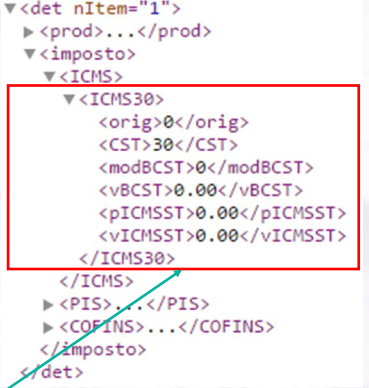 ▼<det nItem="1">
▶<prod>...</prod>
▼<imposto>
▼<ICMS>
▼<ICMS30>
<orig>0</orig>
<CST>30</CST>
<modBCST>0</modBCST>
<vBCST>0.00</vBCST>
<pICMSST>0.00</pICMSST>
<vICMSST>0.00</vICMSST>
</ICMS30>
</ICMS>
▶<PIS>...</PIS>
▶<COFINS>...</COFINS>
</imposto>
</det>